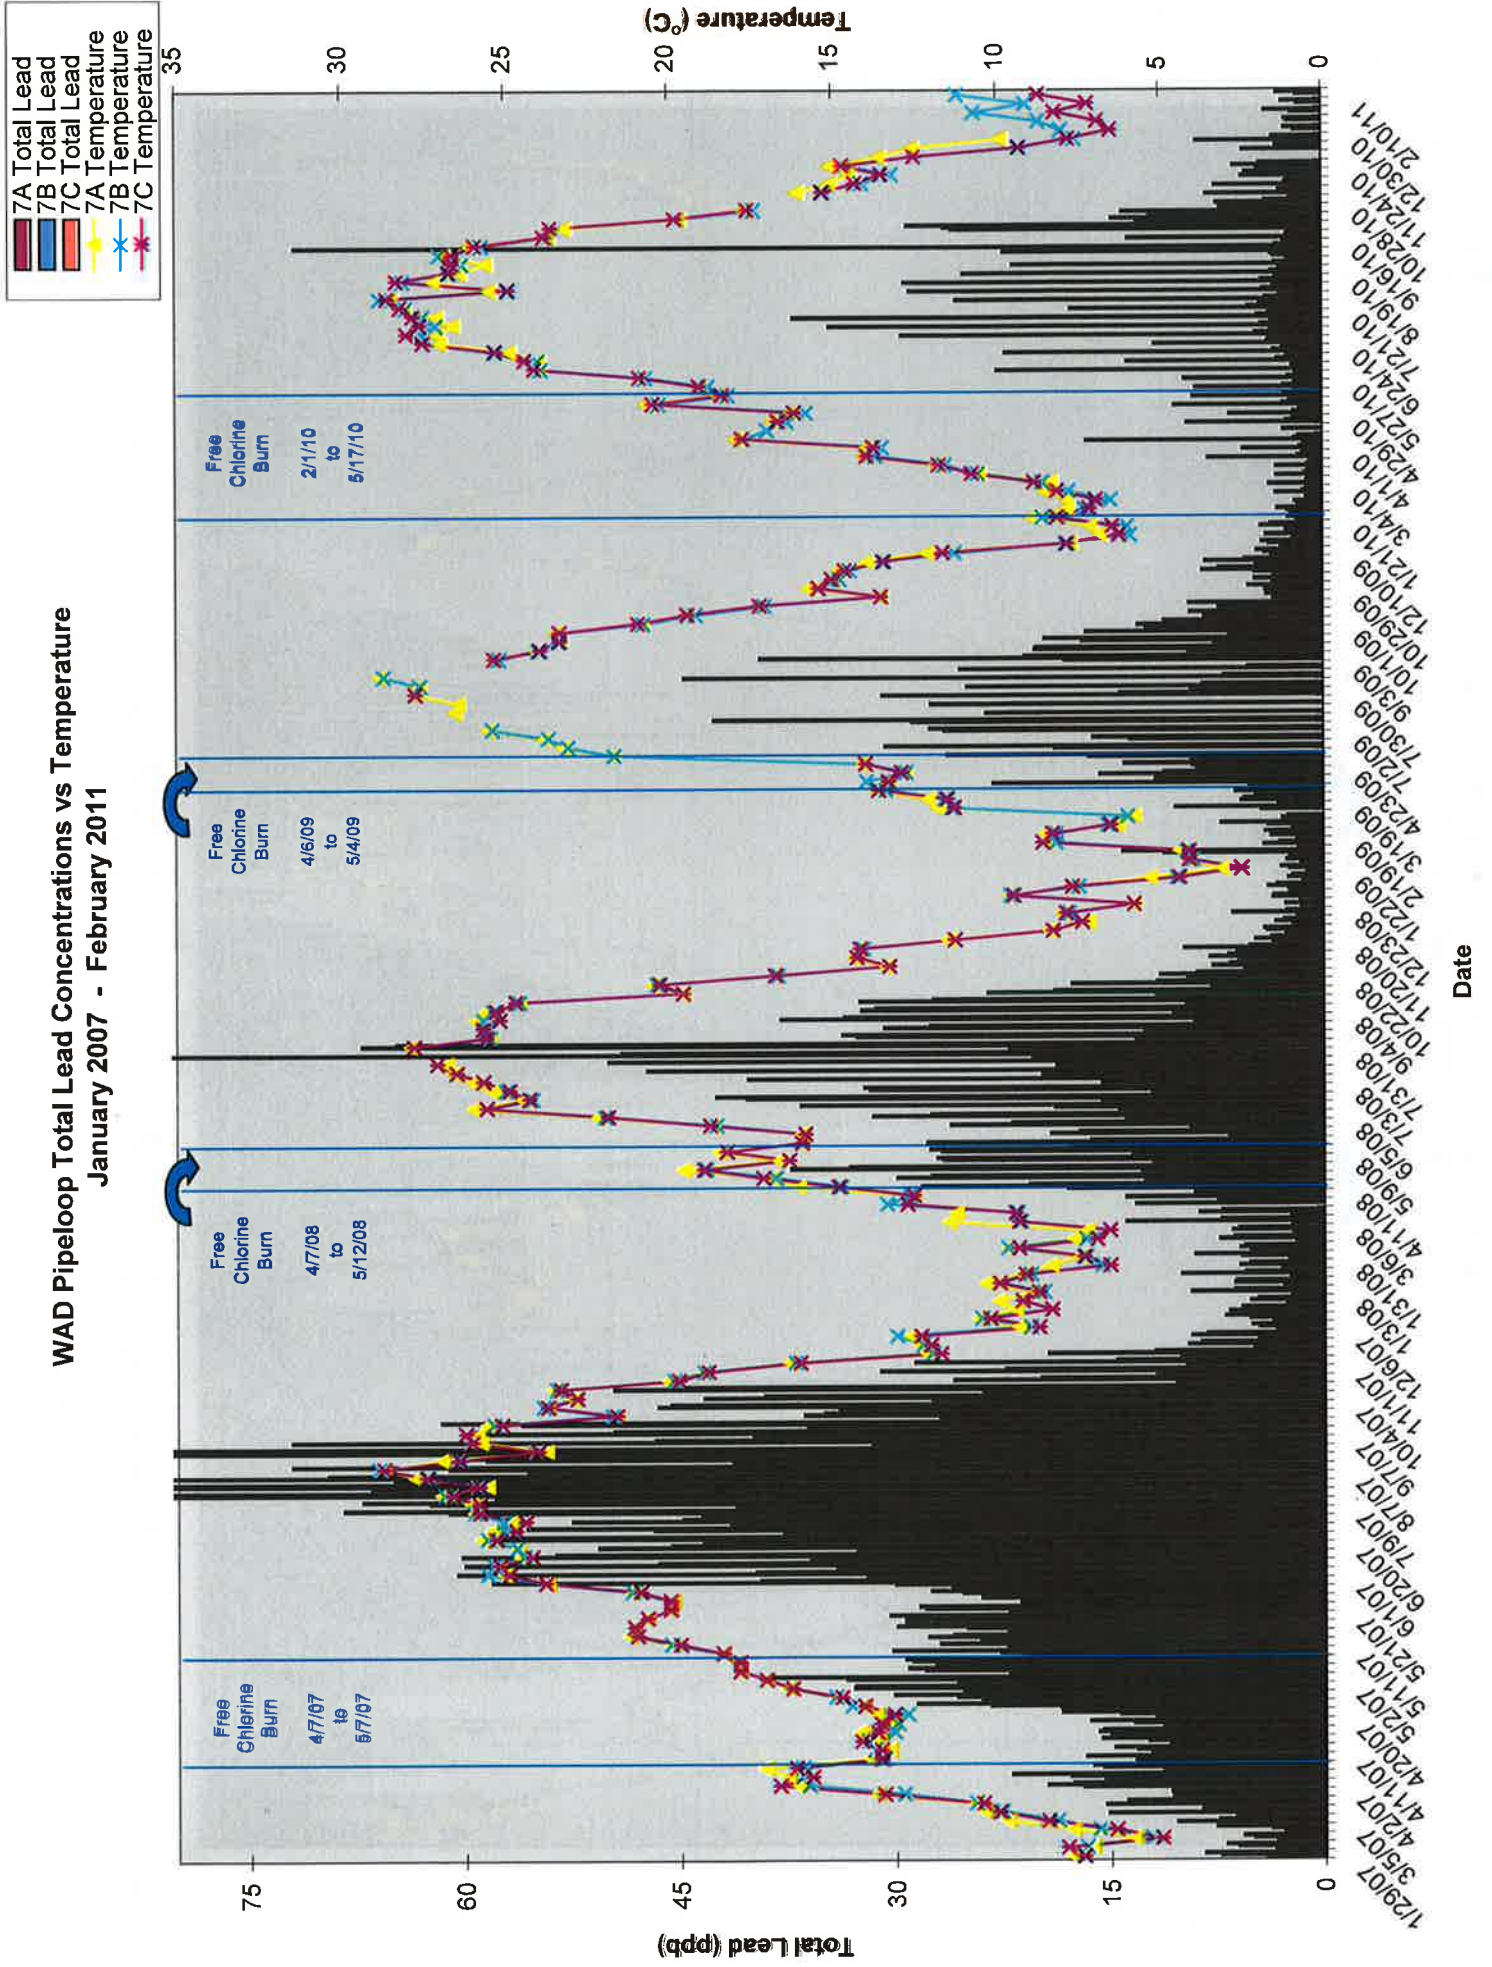 WAD Pipeloop Total Lead Concentrations vs Temperature
January 2007 - February 2011
7A Total Lead
7B Total Lead
7C Total Lead
7A Temperature
7B Temperature
7C Temperature
Total Lead (ppb)
75
60
45
30
15
0
Free
Chlorine
Burn
4/7/07
to
5/7/07
Free
Chlorine
Burn
4/7/08
to
5/12/08
Free
Chlorine
Burn
4/6/09
to
5/4/09
Free
Chlorine
Burn
2/1/10
to
5/17/10
35
30
25
20
15
10
5
0
Temperature (°C)
1/29/07
3/5/07
4/2/07
4/11/07
4/20/07
5/2/07
5/11/07
5/21/07
6/1/07
6/20/07
7/9/07
8/7/07
9/7/07
10/4/07
11/1/07
12/6/07
1/3/08
1/31/08
3/6/08
4/11/08
5/9/08
6/5/08
7/3/08
7/31/08
9/4/08
10/22/08
11/20/08
12/23/08
1/22/09
2/19/09
3/19/09
4/23/09
7/2/09
7/30/09
9/3/09
10/1/09
10/29/09
12/10/09
1/21/10
3/4/10
4/1/10
4/29/10
5/27/10
6/24/10
7/21/10
8/19/10
9/16/10
10/28/10
11/24/10
12/30/10
2/10/11
Date